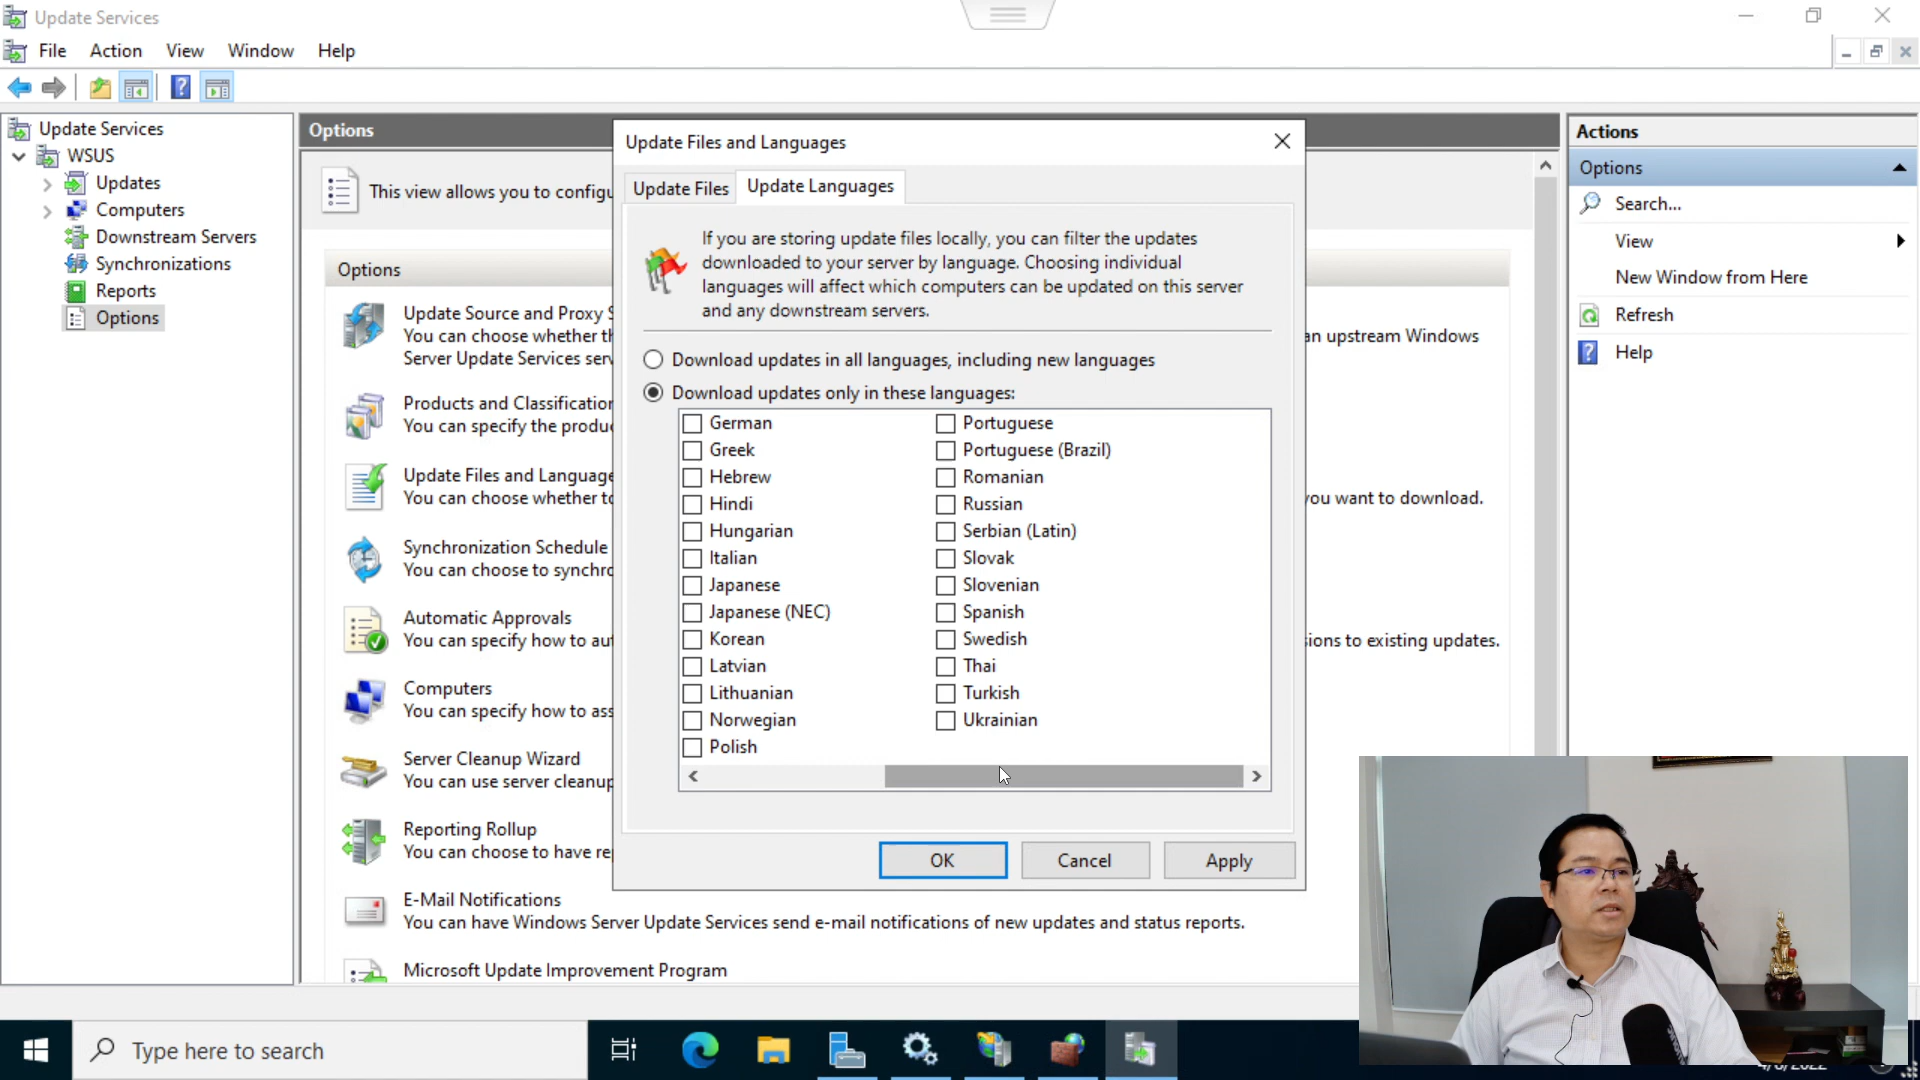 Update Services
File Action View Window Help
Update Services
WSUS
Updates
Computers
Downstream Servers
Synchronizations
Reports
Options
Options
This view allows you to configu
Options
Update Source and Proxy S
You can choose whether th
Server Update Services serv
an upstream Windows
Products and Classification
You can specify the produ
Update Files and Language
You can choose whether to
you want to download.
Synchronization Schedule
You can choose to synchro
Automatic Approvals
You can specify how to aut
sions to existing updates.
Computers
You can specify how to ass
Server Cleanup Wizard
You can use server cleanup
Reporting Rollup
You can choose to have rep
E-Mail Notifications
You can have Windows Server Update Services send e-mail notifications of new updates and status reports.
Microsoft Update Improvement Program
Update Files and Languages
Update Files
Update Languages
If you are storing update files locally, you can filter the updates
downloaded to your server by language. Choosing individual
languages will affect which computers can be updated on this server
and any downstream servers.
Download updates in all languages, including new languages
Download updates only in these languages:
German
Greek
Hebrew
Hindi
Hungarian
Italian
Japanese
Japanese (NEC)
Korean
Latvian
Lithuanian
Norwegian
Polish
Portuguese
Portuguese (Brazil)
Romanian
Russian
Serbian (Latin)
Slovak
Slovenian
Spanish
Swedish
Thai
Turkish
Ukrainian
OK
Cancel
Apply
Actions
Options
Search...
View
New Window from Here
Refresh
Help
Type here to search